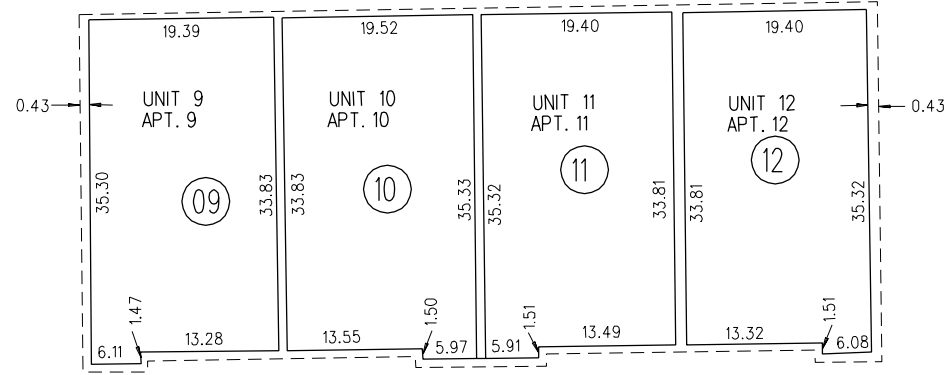 19.39 19.52 19.40 19.40
0.43 0.43
UNIT 9
APT. 9
UNIT 10
APT. 10
UNIT 11
APT. 11
UNIT 12
APT. 12
09 10 11 12
35.30 33.83 33.83 35.33 35.32 33.81 33.81 35.32
1.47 1.50 1.51 1.51
6.11 13.28 13.55 5.97 5.91 13.49 13.32 6.08